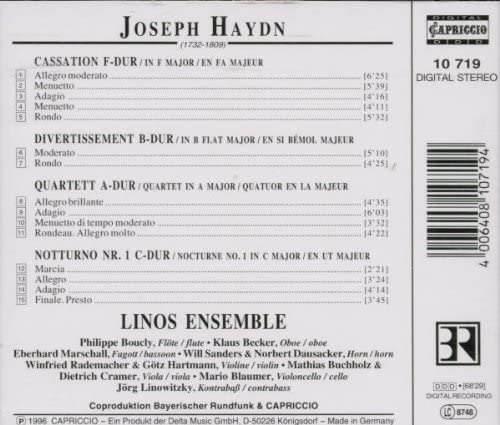 JOSEPH HAYDN
(1732-1809)
CASSATION F-DUR / IN F MAJOR / EN FA MAJEUR
1 Allegro moderato [6'25]
2 Menuetto [5'39]
3 Adagio [4'16]
4 Menuetto [4'11]
5 Rondo [5'32]
DIVERTISSEMENT B-DUR / IN B FLAT MAJOR / EN SI BÉMOL MAJEUR
6 Moderato [5'10]
7 Rondo [4'25]
QUARTETT A-DUR / QUARTET IN A MAJOR / QUATUOR EN LA MAJEUR
8 Allegro brillante [4'35]
9 Adagio [6'03]
10 Menuetto di tempo moderato [3'32]
11 Rondeau. Allegro molto [4'22]
NOTTURNO NR. 1 C-DUR / NOCTURNE NO. 1 IN C MAJOR / EN UT MAJEUR
12 Marcia [2'21]
13 Allegro [3'24]
14 Adagio [4'14]
15 Finale. Presto [3'45]
LINOS ENSEMBLE
Philippe Boucly, Flöte / flute • Klaus Becker, Oboe / oboe
Eberhard Marschall, Fagott / bassoon • Will Sanders & Norbert Dausacker, Horn / horn
Winfried Rademacher & Götz Hartmann, Violine / violin • Mathias Buchholz &
Dietrich Cramer, Viola / viola • Mario Blaumer, Violoncello / cello
Jörg Linowitzky, Kontrabaß / contrabass
Coproduktion Bayerischer Rundfunk & CAPRICCIO
Ⓟ 1996 CAPRICCIO – Ein Produkt der Delta Music GmbH, D-50226 Königsdorf – Made in Germany
DIGITAL
CAPRICCIO
10 719
DIGITAL STEREO
4 006408 107194
BR
DDD • [68'29]
DIGITAL RECORDING
LC 8748